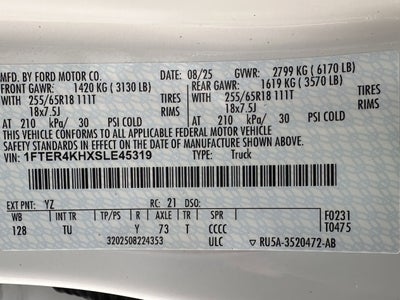 MFD. BY FORD MOTOR CO. 08/25 GVWR: 2799 KG ( 6170 LB)
FRONT GAWR: 1420 KG ( 3130 LB) REAR GAWR: 1619 KG ( 3570 LB)
WITH 255/65R18 111T TIRES WITH 255/65R18 111T TIRES
18x7.5J RIMS 18x7.5J RIMS
AT 210 kPa/ 30 PSI COLD AT 210 kPa/ 30 PSI COLD
THIS VEHICLE CONFORMS TO ALL APPLICABLE FEDERAL MOTOR VEHICLE
SAFETY STANDARDS IN EFFECT ON THE DATE OF MANUFACTURE SHOWN ABOVE.
VIN: 1FTER4KHXSLE45319 TYPE: Truck
EXT PNT: YZ RC: 21 DSO: F0231
WB INT TR TP/PS R AXLE TR SPR T0475
128 TU Y 73 T CCCC
3202508224353 ULC RU5A-3520472-AB